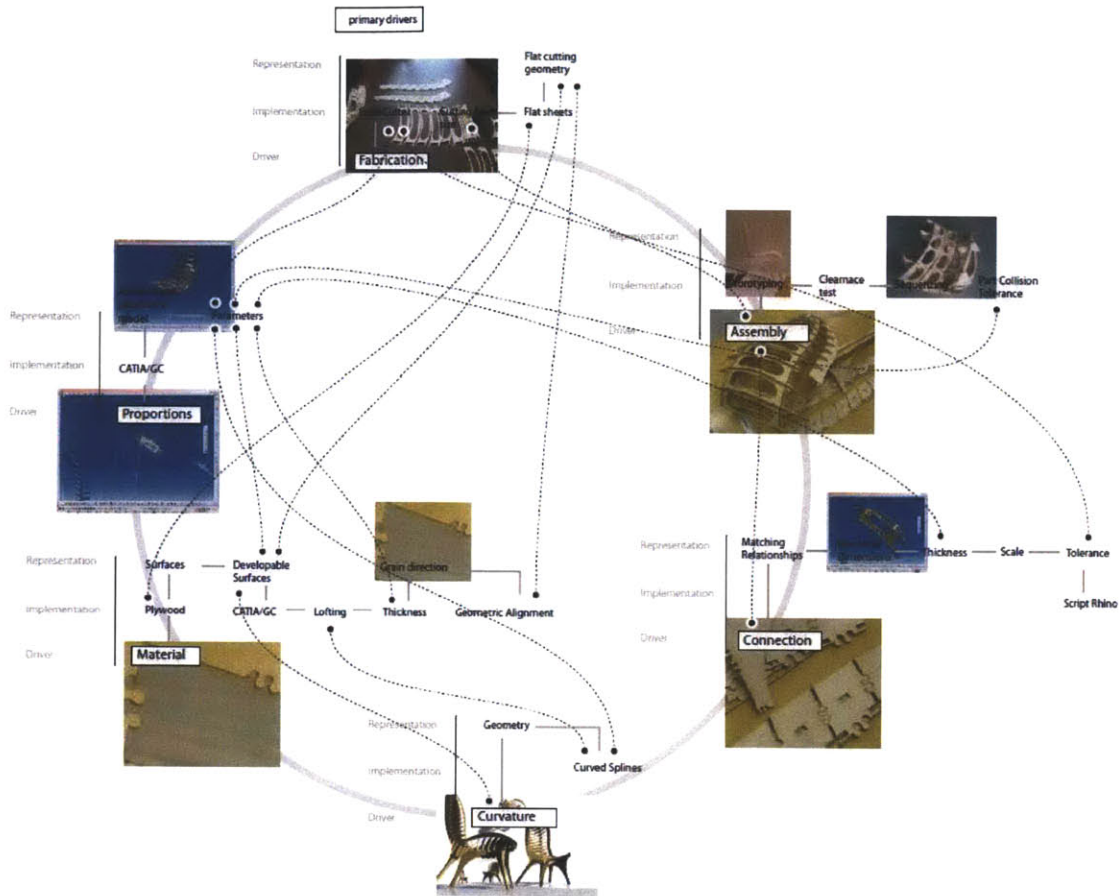 primary drivers
Representation
Flat cutting
geometry
Implementation
Flat sheets
Driver
Fabrication
Representation
Implementation
Driver
Prototyping
Clearnace
test
Sequencing
Part Collision
Tolerance
Assembly
model
Parameters
Representation
Implementation
CATIA/GC
Driver
Proportions
Representation
Surfaces
Developable
Surfaces
Grain direction
Implementation
Plywood
CATIA/GC
Lofting
Thickness
Geometric Alignment
Driver
Material
Representation
Matching
Relationships
Thickness
Scale
Tolerance
Implementation
Script Rhino
Driver
Connection
Representation
Geometry
Implementation
Curved Splines
Driver
Curvature